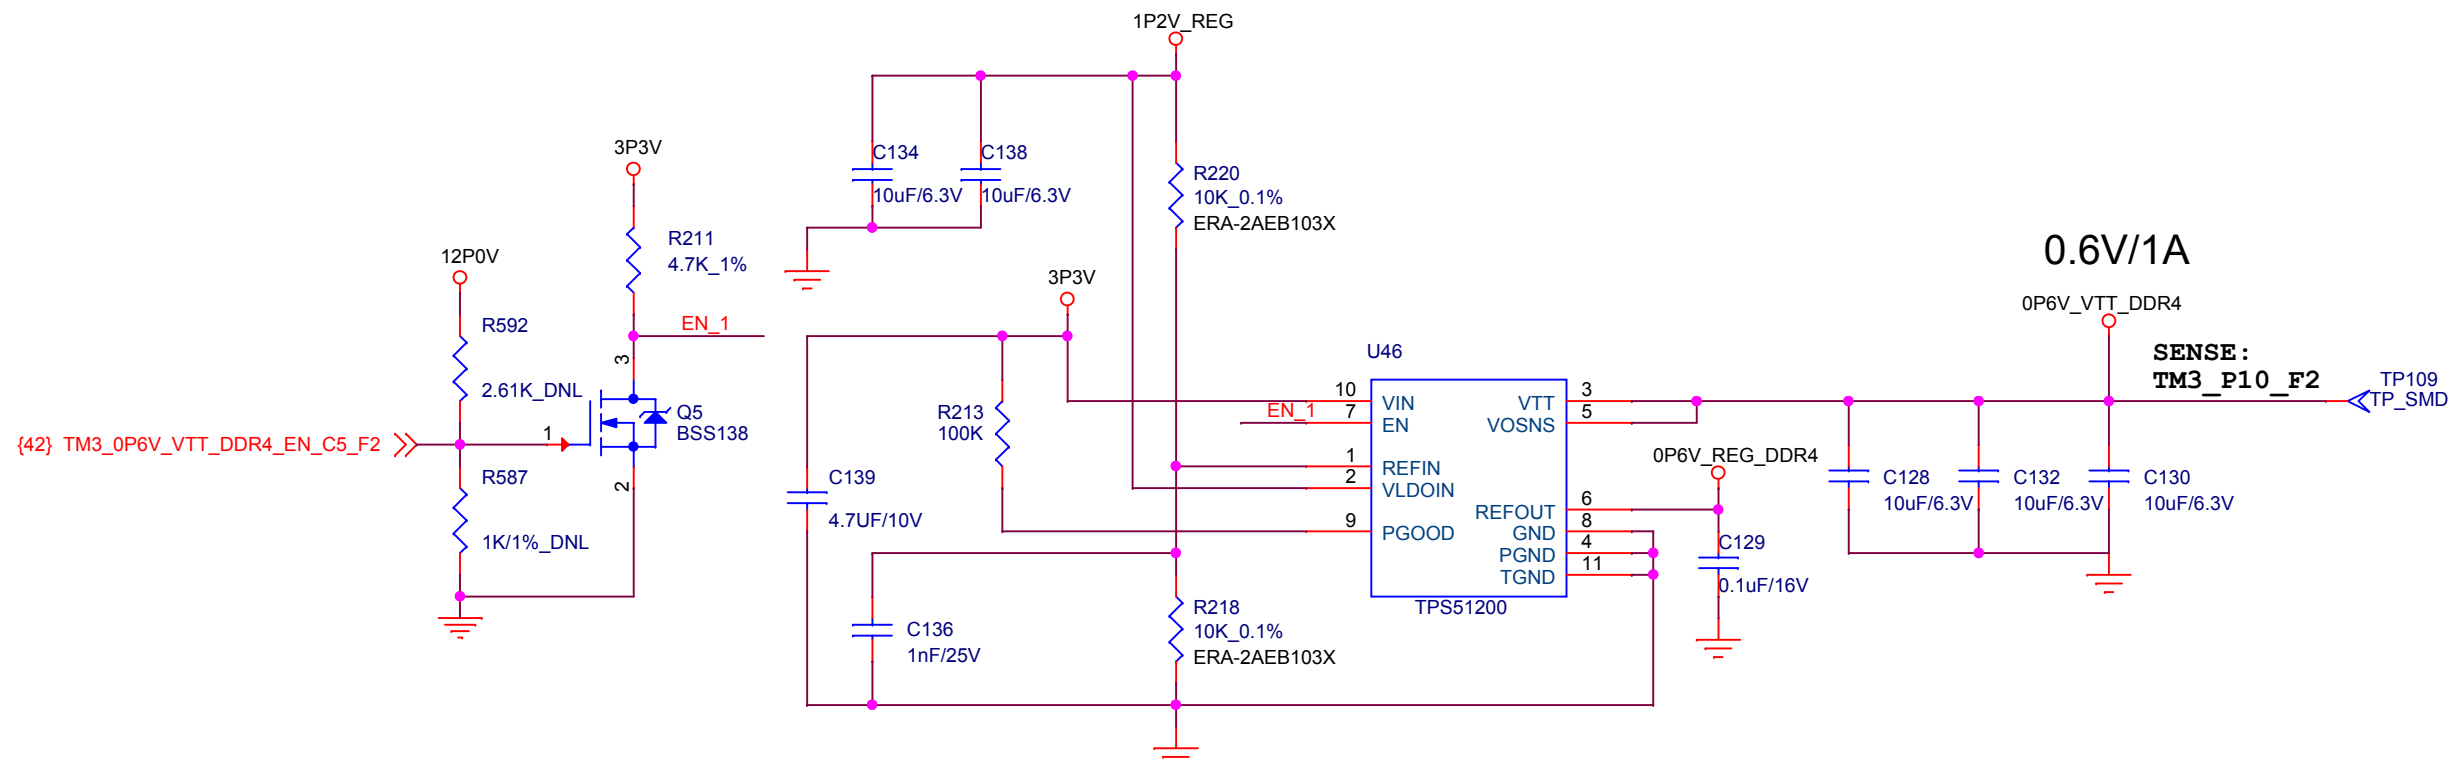 1P2V_REG
3P3V
C134
C138
10uF/6.3V
10uF/6.3V
R220
10K_0.1%
ERA-2AEB103X
R211
4.7K_1%
12P0V
0.6V/1A
3P3V
0P6V_VTT_DDR4
R592
EN_1
3
U46
SENSE:
TM3_P10_F2
TP109
TP_SMD
2.61K_DNL
Q5
BSS138
R213
100K
EN_1
10
7
VIN
EN
VTT
VOSNS
3
5
{42} TM3_0P6V_VTT_DDR4_EN_C5_F2
1
R587
2
1K/1%_DNL
C139
4.7UF/10V
1
2
9
REFIN
VLDOIN
PGOOD
REFOUT
GND
PGND
TGND
6
8
4
11
0P6V_REG_DDR4
C128
10uF/6.3V
C132
10uF/6.3V
C130
10uF/6.3V
C129
0.1uF/16V
TPS51200
C136
1nF/25V
R218
10K_0.1%
ERA-2AEB103X